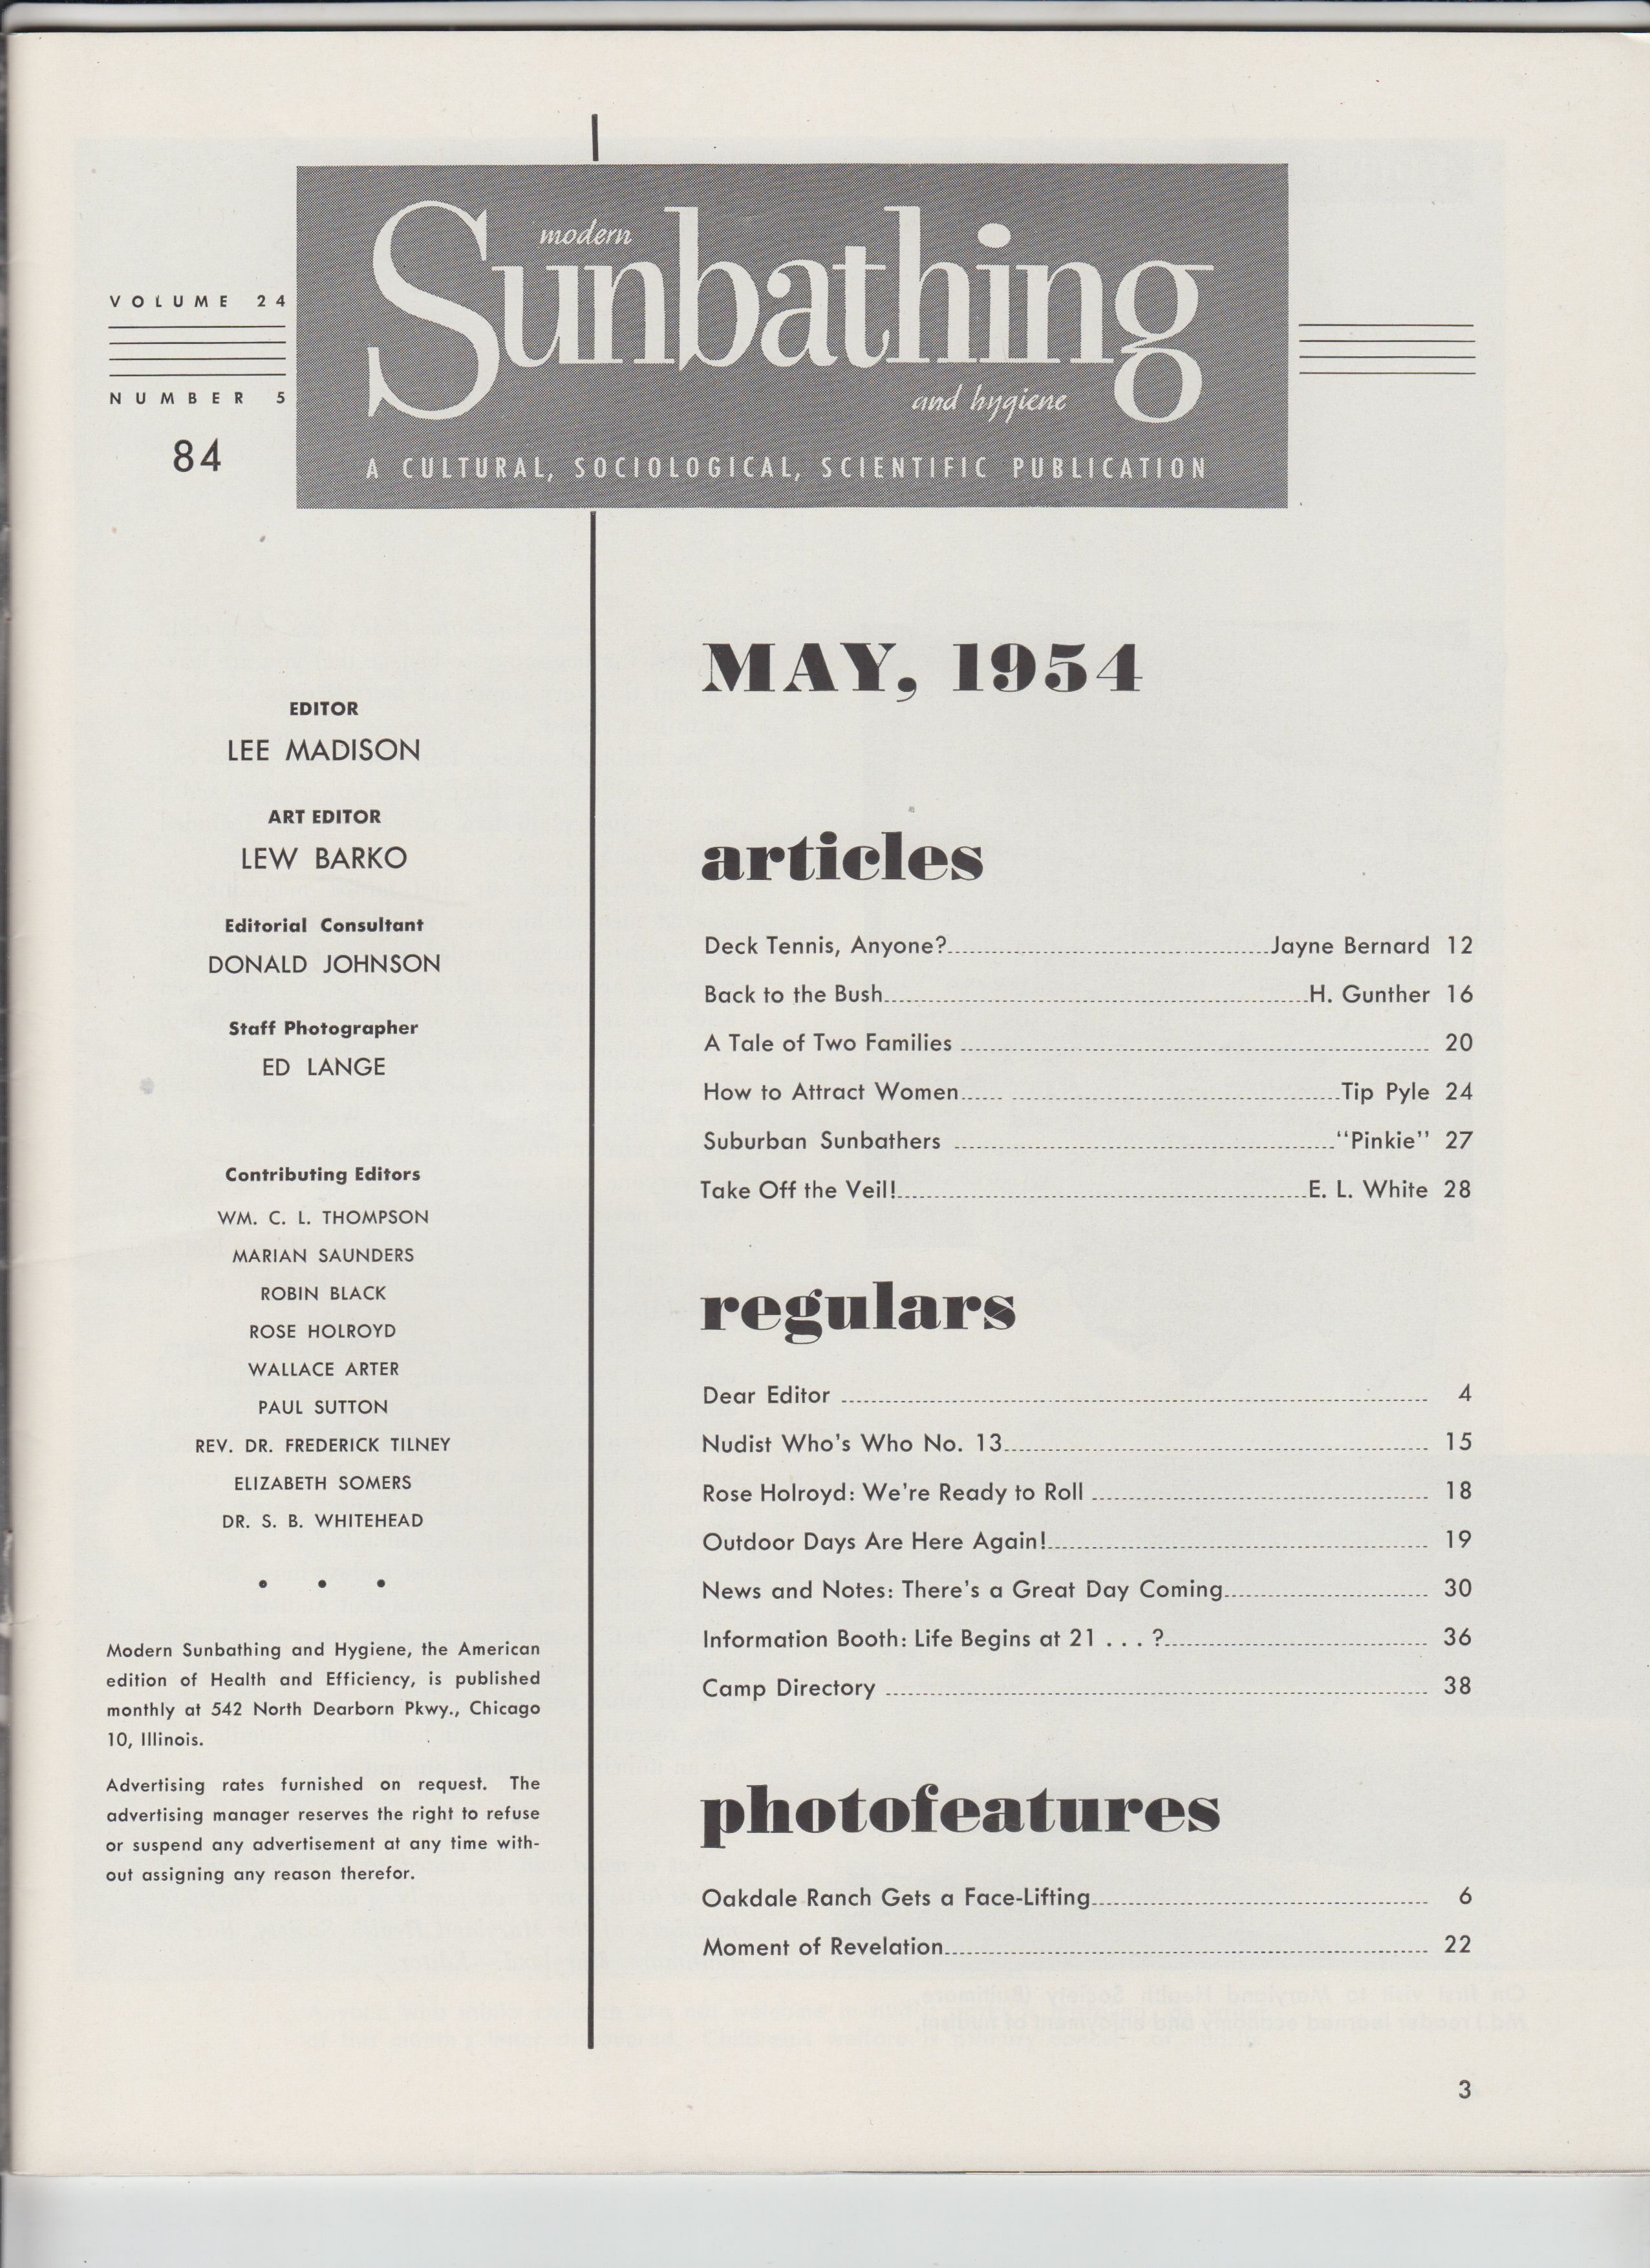 modern
Sunbathing
and hygiene
A CULTURAL, SOCIOLOGICAL, SCIENTIFIC PUBLICATION
VOLUME 24
NUMBER 5
84
EDITOR
LEE MADISON
ART EDITOR
LEW BARKO
Editorial Consultant
DONALD JOHNSON
Staff Photographer
ED LANGE
Contributing Editors
WM. C. L. THOMPSON
MARIAN SAUNDERS
ROBIN BLACK
ROSE HOLROYD
WALLACE ARTER
PAUL SUTTON
REV. DR. FREDERICK TILNEY
ELIZABETH SOMERS
DR. S. B. WHITEHEAD
• • •
Modern Sunbathing and Hygiene, the American
edition of Health and Efficiency, is published
monthly at 542 North Dearborn Pkwy., Chicago
10, Illinois.
Advertising rates furnished on request. The
advertising manager reserves the right to refuse
or suspend any advertisement at any time with-
out assigning any reason therefor.
MAY, 1954
articles
Deck Tennis, Anyone? Jayne Bernard 12
Back to the Bush H. Gunther 16
A Tale of Two Families 20
How to Attract Women Tip Pyle 24
Suburban Sunbathers "Pinkie" 27
Take Off the Veil! E. L. White 28
regulars
Dear Editor 4
Nudist Who's Who No. 13 15
Rose Holroyd: We're Ready to Roll 18
Outdoor Days Are Here Again! 19
News and Notes: There's a Great Day Coming 30
Information Booth: Life Begins at 21 . . . ? 36
Camp Directory 38
photofeatures
Oakdale Ranch Gets a Face-Lifting 6
Moment of Revelation 22
3